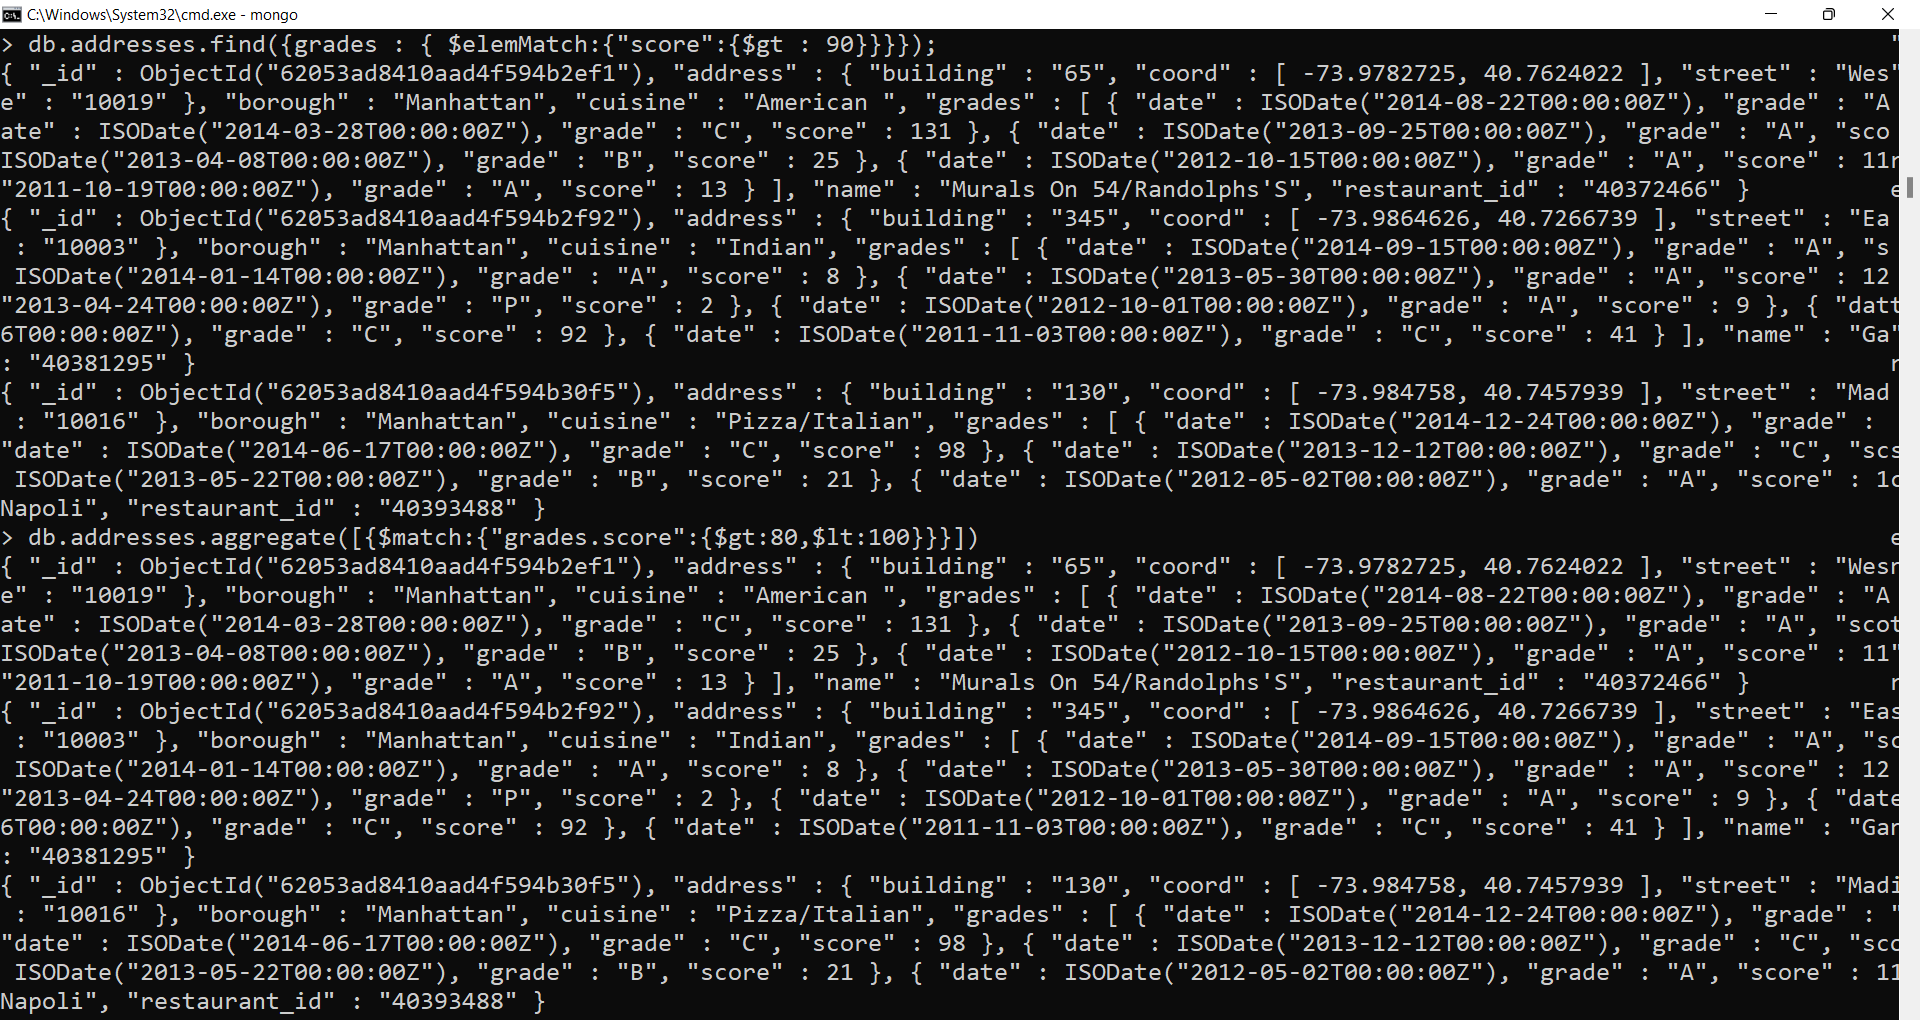 C:\Windows\System32\cmd.exe - mongo
> db.addresses.find({grades : { $elemMatch:{"score":{$gt : 90}}}});
{ "_id" : ObjectId("62053ad8410aad4f594b2ef1"), "address" : { "building" : "65", "coord" : [ -73.9782725, 40.7624022 ], "street" : "Wes"
e" : "10019" }, "borough" : "Manhattan", "cuisine" : "American ", "grades" : [ { "date" : ISODate("2014-08-22T00:00:00Z"), "grade" : "A
ate" : ISODate("2014-03-28T00:00:00Z"), "grade" : "C", "score" : 131 }, { "date" : ISODate("2013-09-25T00:00:00Z"), "grade" : "A", "sco
ISODate("2013-04-08T00:00:00Z"), "grade" : "B", "score" : 25 }, { "date" : ISODate("2012-10-15T00:00:00Z"), "grade" : "A", "score" : 11r
"2011-10-19T00:00:00Z"), "grade" : "A", "score" : 13 } ], "name" : "Murals On 54/Randolphs'S", "restaurant_id" : "40372466" } e
{ "_id" : ObjectId("62053ad8410aad4f594b2f92"), "address" : { "building" : "345", "coord" : [ -73.9864626, 40.7266739 ], "street" : "Ea
: "10003" }, "borough" : "Manhattan", "cuisine" : "Indian", "grades" : [ { "date" : ISODate("2014-09-15T00:00:00Z"), "grade" : "A", "s
ISODate("2014-01-14T00:00:00Z"), "grade" : "A", "score" : 8 }, { "date" : ISODate("2013-05-30T00:00:00Z"), "grade" : "A", "score" : 12
"2013-04-24T00:00:00Z"), "grade" : "P", "score" : 2 }, { "date" : ISODate("2012-10-01T00:00:00Z"), "grade" : "A", "score" : 9 }, { "datt
6T00:00:00Z"), "grade" : "C", "score" : 92 }, { "date" : ISODate("2011-11-03T00:00:00Z"), "grade" : "C", "score" : 41 } ], "name" : "Ga"
: "40381295" } r
{ "_id" : ObjectId("62053ad8410aad4f594b30f5"), "address" : { "building" : "130", "coord" : [ -73.984758, 40.7457939 ], "street" : "Mad
: "10016" }, "borough" : "Manhattan", "cuisine" : "Pizza/Italian", "grades" : [ { "date" : ISODate("2014-12-24T00:00:00Z"), "grade" :
"date" : ISODate("2014-06-17T00:00:00Z"), "grade" : "C", "score" : 98 }, { "date" : ISODate("2013-12-12T00:00:00Z"), "grade" : "C", "scs
ISODate("2013-05-22T00:00:00Z"), "grade" : "B", "score" : 21 }, { "date" : ISODate("2012-05-02T00:00:00Z"), "grade" : "A", "score" : 1c
Napoli", "restaurant_id" : "40393488" }
> db.addresses.aggregate([{$match:{"grades.score":{$gt:80,$lt:100}}}]) e
{ "_id" : ObjectId("62053ad8410aad4f594b2ef1"), "address" : { "building" : "65", "coord" : [ -73.9782725, 40.7624022 ], "street" : "Wesr
e" : "10019" }, "borough" : "Manhattan", "cuisine" : "American ", "grades" : [ { "date" : ISODate("2014-08-22T00:00:00Z"), "grade" : "A
ate" : ISODate("2014-03-28T00:00:00Z"), "grade" : "C", "score" : 131 }, { "date" : ISODate("2013-09-25T00:00:00Z"), "grade" : "A", "scot
ISODate("2013-04-08T00:00:00Z"), "grade" : "B", "score" : 25 }, { "date" : ISODate("2012-10-15T00:00:00Z"), "grade" : "A", "score" : 11"
"2011-10-19T00:00:00Z"), "grade" : "A", "score" : 13 } ], "name" : "Murals On 54/Randolphs'S", "restaurant_id" : "40372466" } r
{ "_id" : ObjectId("62053ad8410aad4f594b2f92"), "address" : { "building" : "345", "coord" : [ -73.9864626, 40.7266739 ], "street" : "Eas
: "10003" }, "borough" : "Manhattan", "cuisine" : "Indian", "grades" : [ { "date" : ISODate("2014-09-15T00:00:00Z"), "grade" : "A", "sc
ISODate("2014-01-14T00:00:00Z"), "grade" : "A", "score" : 8 }, { "date" : ISODate("2013-05-30T00:00:00Z"), "grade" : "A", "score" : 12
"2013-04-24T00:00:00Z"), "grade" : "P", "score" : 2 }, { "date" : ISODate("2012-10-01T00:00:00Z"), "grade" : "A", "score" : 9 }, { "date
6T00:00:00Z"), "grade" : "C", "score" : 92 }, { "date" : ISODate("2011-11-03T00:00:00Z"), "grade" : "C", "score" : 41 } ], "name" : "Gar
: "40381295" }
{ "_id" : ObjectId("62053ad8410aad4f594b30f5"), "address" : { "building" : "130", "coord" : [ -73.984758, 40.7457939 ], "street" : "Madi
: "10016" }, "borough" : "Manhattan", "cuisine" : "Pizza/Italian", "grades" : [ { "date" : ISODate("2014-12-24T00:00:00Z"), "grade" : "
"date" : ISODate("2014-06-17T00:00:00Z"), "grade" : "C", "score" : 98 }, { "date" : ISODate("2013-12-12T00:00:00Z"), "grade" : "C", "scc
ISODate("2013-05-22T00:00:00Z"), "grade" : "B", "score" : 21 }, { "date" : ISODate("2012-05-02T00:00:00Z"), "grade" : "A", "score" : 11
Napoli", "restaurant_id" : "40393488" }